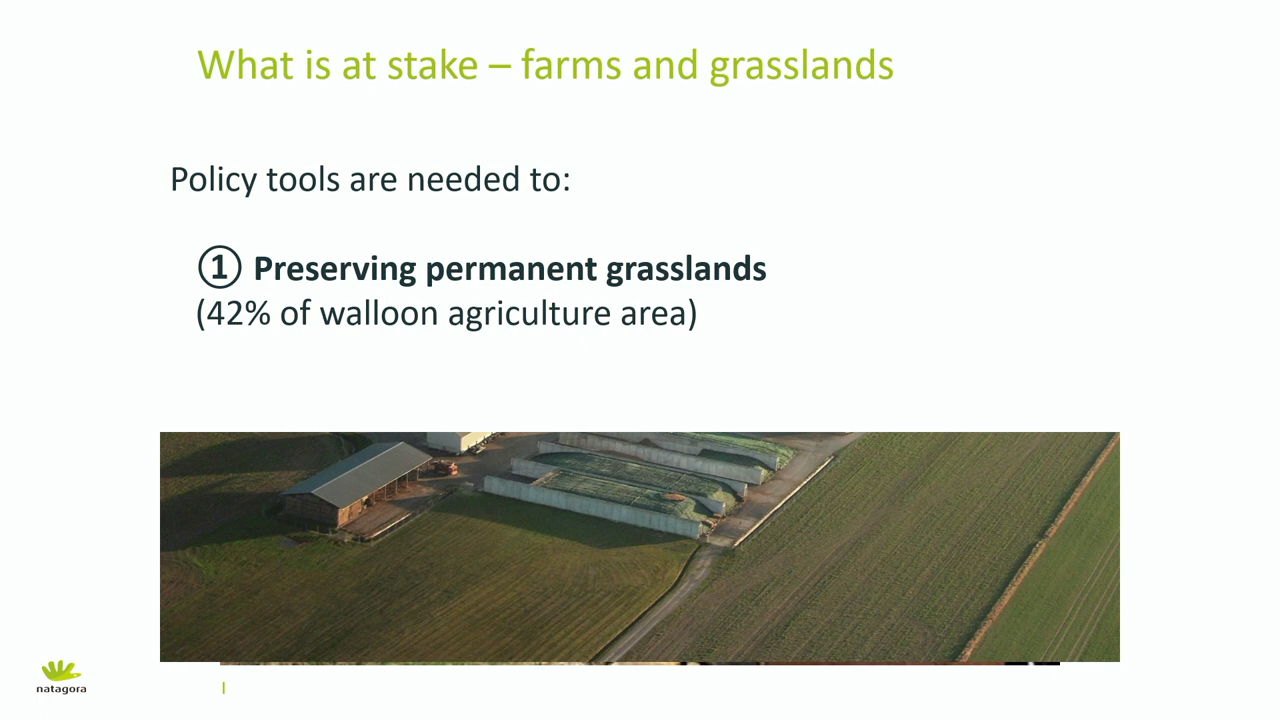 What is at stake – farms and grasslands
Policy tools are needed to:
① Preserving permanent grasslands
(42% of walloon agriculture area)
natagora
|